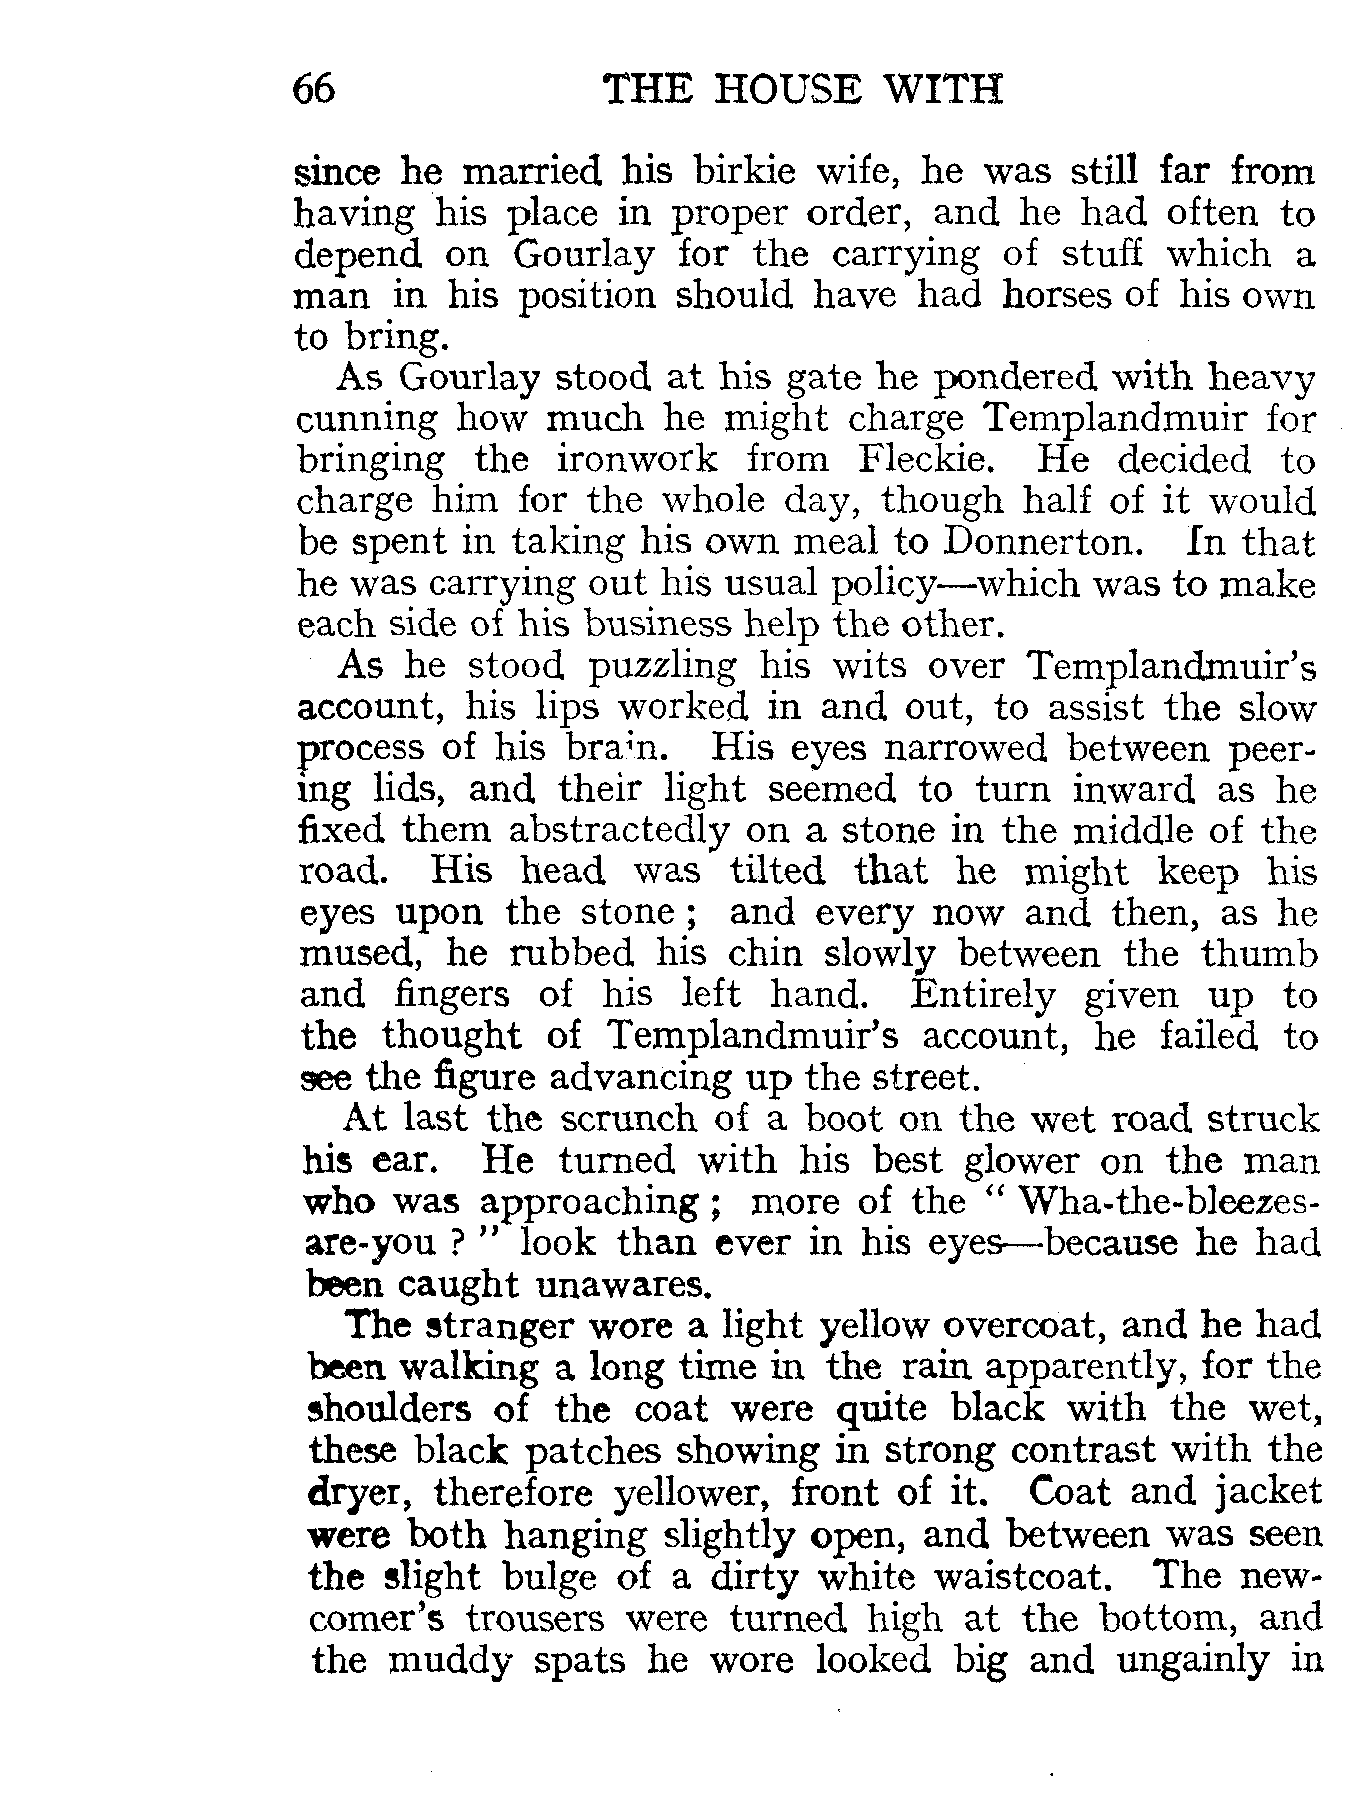 66 THE HOUSE WITH
since he married his birkie wife, he was still far from
having his place in proper order, and he had often to
depend on Gourlay for the carrying of stuff which a
man in his position should have had horses of his own
to bring.
As Gourlay stood at his gate he pondered with heavy
cunning how much he might charge Templandmuir for
bringing the ironwork from Fleckie. He decided to
charge him for the whole day, though half of it would
be spent in taking his own meal to Donnerton. In that
he was carrying out his usual policy—which was to make
each side of his business help the other.
As he stood puzzling his wits over Templandmuir's
account, his lips worked in and out, to assist the slow
process of his brain. His eyes narrowed between peer-
ing lids, and their light seemed to turn inward as he
fixed them abstractedly on a stone in the middle of the
road. His head was tilted that he might keep his
eyes upon the stone ; and every now and then, as he
mused, he rubbed his chin slowly between the thumb
and fingers of his left hand. Entirely given up to
the thought of Templandmuir's account, he failed to
see the figure advancing up the street.
At last the scrunch of a boot on the wet road struck
his ear. He turned with his best glower on the man
who was approaching ; more of the “ Wha-the-bleezes-
are-you ? ” look than ever in his eyes—because he had
been caught unawares.
The stranger wore a light yellow overcoat, and he had
been walking a long time in the rain apparently, for the
shoulders of the coat were quite black with the wet,
these black patches showing in strong contrast with the
dryer, therefore yellower, front of it. Coat and jacket
were both hanging slightly open, and between was seen
the slight bulge of a dirty white waistcoat. The new-
comer's trousers were turned high at the bottom, and
the muddy spats he wore looked big and ungainly in